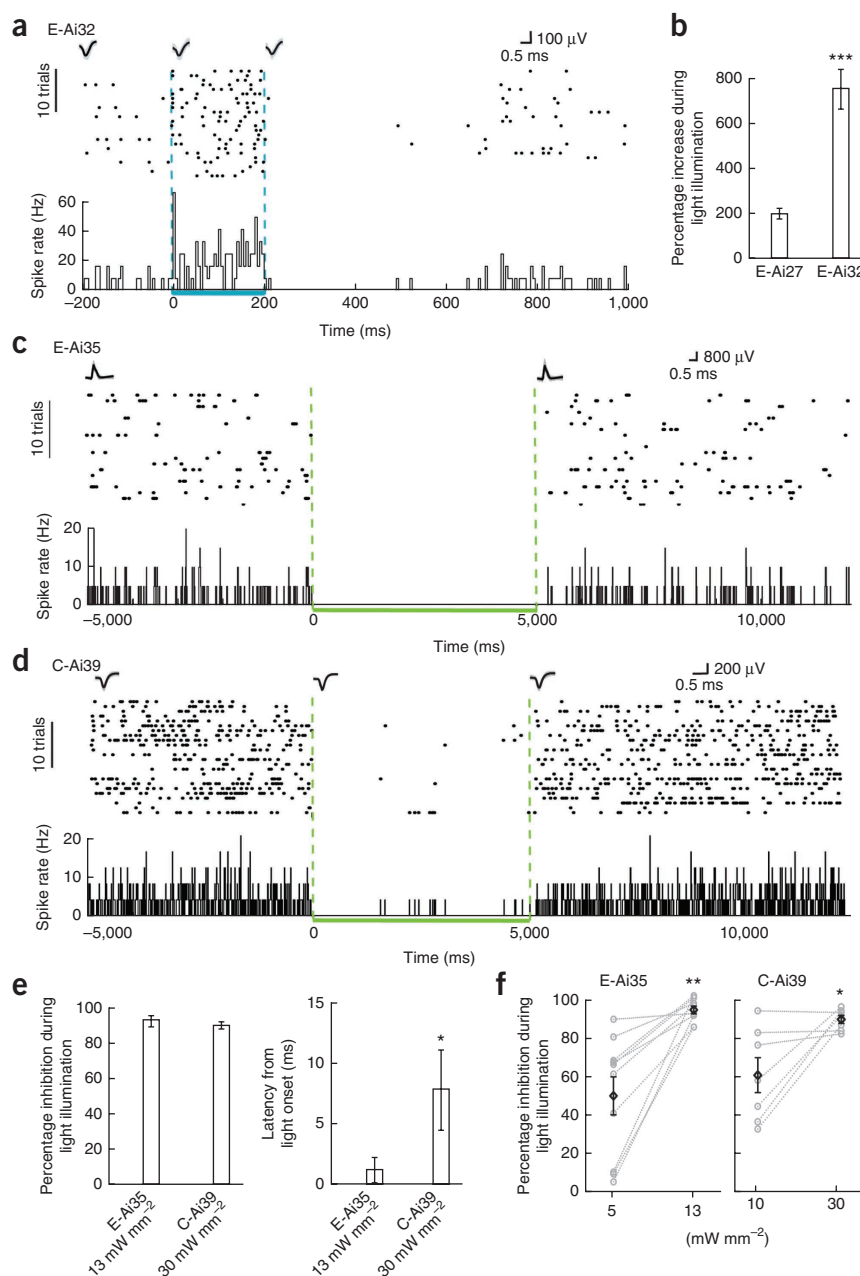 a
E-Ai32
100 µV
0.5 ms
10 trials
Spike rate (Hz)
60
40
20
0
–200
0
200
400
600
800
1,000
Time (ms)
b
Percentage increase during
light illumination
800
600
400
200
0
***
E-Ai27
E-Ai32
c
E-Ai35
800 µV
0.5 ms
10 trials
Spike rate (Hz)
20
10
0
–5,000
0
5,000
10,000
Time (ms)
d
C-Ai39
200 µV
0.5 ms
10 trials
Spike rate (Hz)
20
15
10
5
0
–5,000
0
5,000
10,000
Time (ms)
e
Percentage inhibition during
light illumination
100
80
60
40
20
0
E-Ai35
13 mW mm–2
C-Ai39
30 mW mm–2
Latency from
light onset (ms)
15
10
5
0
*
E-Ai35
13 mW mm–2
C-Ai39
30 mW mm–2
f
Percentage inhibition during
light illumination
E-Ai35
**
C-Ai39
*
100
80
60
40
20
0
5
13
10
30
(mW mm–2)